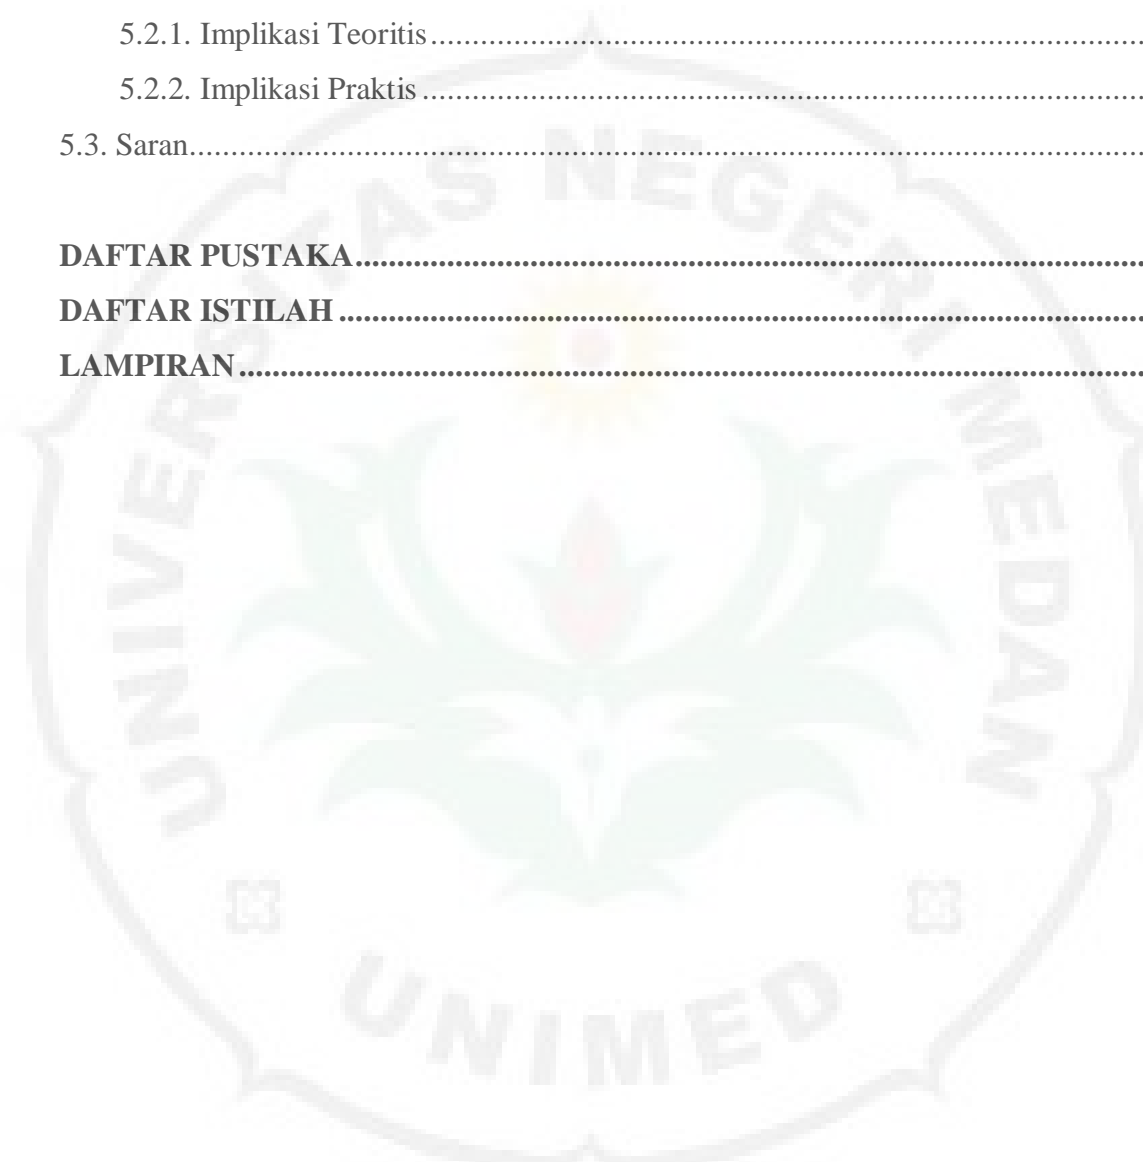 5.2.1. Implikasi Teoritis........................................................................................
5.2.2. Implikasi Praktis.........................................................................................
5.3. Saran....................................................................................................................
DAFTAR PUSTAKA................................................................................................
DAFTAR ISTILAH..................................................................................................
LAMPIRAN..............................................................................................................
UNIVERSITAS NEGERI MEDAN
UNIMED